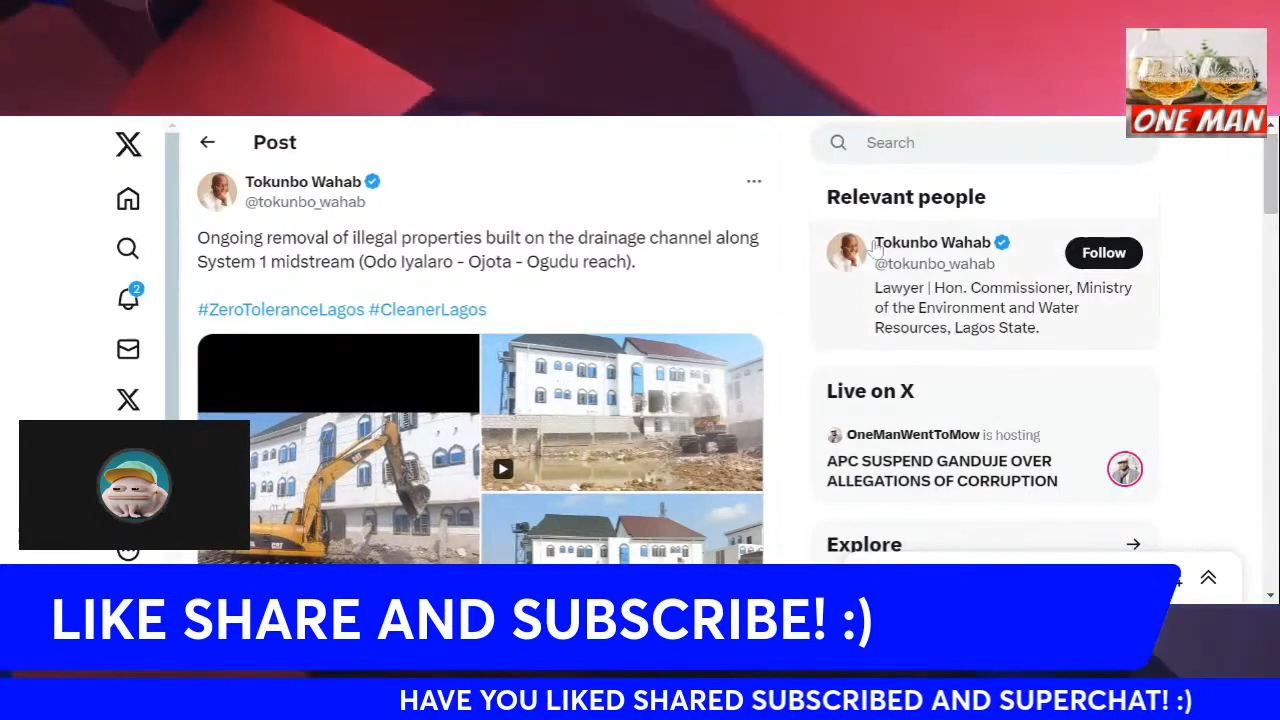 ONE MAN
Post
Search
Tokunbo Wahab
@tokunbo_wahab
Ongoing removal of illegal properties built on the drainage channel along
System 1 midstream (Odo Iyalaro - Ojota - Ogudu reach).
#ZeroToleranceLagos #CleanerLagos
Relevant people
Tokunbo Wahab
@tokunbo_wahab
Follow
Lawyer | Hon. Commissioner, Ministry
of the Environment and Water
Resources, Lagos State.
2
Live on X
OneManWentToMow is hosting
APC SUSPEND GANDUJE OVER
ALLEGATIONS OF CORRUPTION
Explore
CAT
LIKE SHARE AND SUBSCRIBE! :)
HAVE YOU LIKED SHARED SUBSCRIBED AND SUPERCHAT! :)